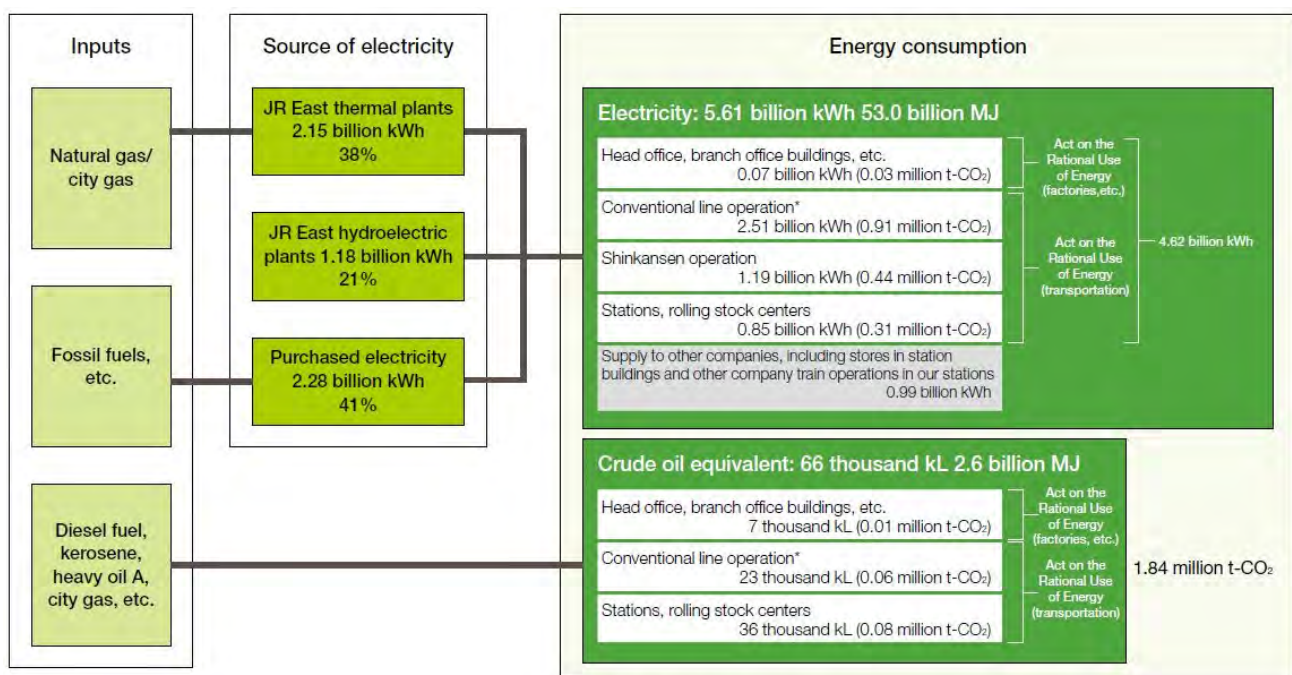 Inputs
Natural gas/
city gas
Fossil fuels,
etc.
Diesel fuel,
kerosene,
heavy oil A,
city gas, etc.
Source of electricity
JR East thermal plants
2.15 billion kWh
38%
JR East hydroelectric
plants 1.18 billion kWh
21%
Purchased electricity
2.28 billion kWh
41%
Energy consumption
Electricity: 5.61 billion kWh 53.0 billion MJ
Head office, branch office buildings, etc.
0.07 billion kWh (0.03 million t-CO₂)
Conventional line operation*
2.51 billion kWh (0.91 million t-CO₂)
Shinkansen operation
1.19 billion kWh (0.44 million t-CO₂)
Stations, rolling stock centers
0.85 billion kWh (0.31 million t-CO₂)
Supply to other companies, including stores in station
buildings and other company train operations in our stations
0.99 billion kWh
Act on the
Rational Use
of Energy
(factories,etc.)
Act on the
Rational Use
of Energy
(transportation)
4.62 billion kWh
Crude oil equivalent: 66 thousand kL 2.6 billion MJ
Head office, branch office buildings, etc.
7 thousand kL (0.01 million t-CO₂)
Conventional line operation*
23 thousand kL (0.06 million t-CO₂)
Stations, rolling stock centers
36 thousand kL (0.08 million t-CO₂)
Act on the
Rational Use
of Energy
(factories, etc.)
Act on the
Rational Use
of Energy
(transportation)
1.84 million t-CO₂